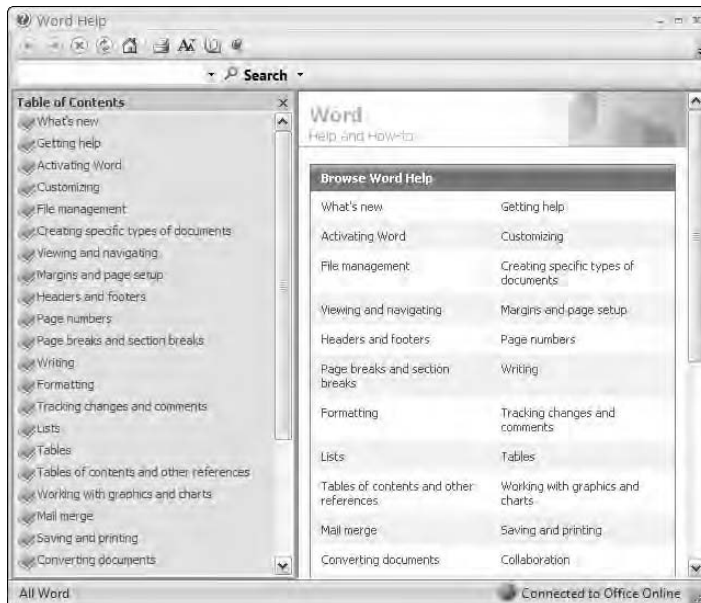 Word Help
Search
Table of Contents
What's new
Getting help
Activating Word
Customizing
File management
Creating specific types of documents
Viewing and navigating
Margins and page setup
Headers and footers
Page numbers
Page breaks and section breaks
Writing
Formatting
Tracking changes and comments
Lists
Tables
Tables of contents and other references
Working with graphics and charts
Mail merge
Saving and printing
Converting documents
Word
Help and How-to
Browse Word Help
What's new
Getting help
Activating Word
Customizing
File management
Creating specific types of
documents
Viewing and navigating
Margins and page setup
Headers and footers
Page numbers
Page breaks and section
breaks
Writing
Formatting
Tracking changes and
comments
Lists
Tables
Tables of contents and other
references
Working with graphics and
charts
Mail merge
Saving and printing
Converting documents
Collaboration
All Word
Connected to Office Online